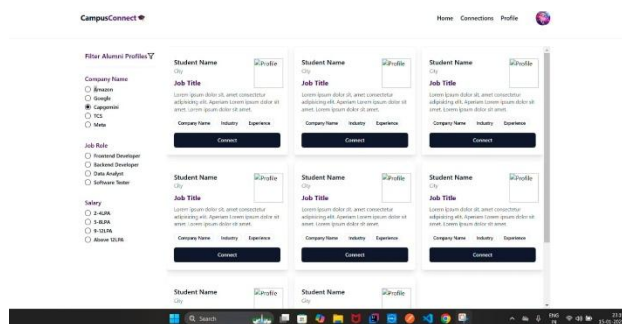 CampusConnect
Home Connections Profile
Filter Alumni Profiles
Company Name
Amazon
Google
Capgemini
TCS
Meta
Job Role
Frontend Developer
Backend Developer
Data Analyst
Software Tester
Salary
2-4LPA
5-8LPA
9-12LPA
Above 12LPA
Student Name
Profile
City
Job Title
Lorem ipsum dolor sit, amet consectetur
adipisicing elit. Aperiam Lorem ipsum dolor sit
amet. Lorem ipsum dolor sit amet.
Company Name Industry Experience
Connect
Student Name
Profile
City
Job Title
Lorem ipsum dolor sit, amet consectetur
adipisicing elit. Aperiam Lorem ipsum dolor sit
amet. Lorem ipsum dolor sit amet.
Company Name Industry Experience
Connect
Student Name
Profile
City
Job Title
Lorem ipsum dolor sit, amet consectetur
adipisicing elit. Aperiam Lorem ipsum dolor sit
amet. Lorem ipsum dolor sit amet.
Company Name Industry Experience
Connect
Student Name
Profile
City
Job Title
Lorem ipsum dolor sit, amet consectetur
adipisicing elit. Aperiam Lorem ipsum dolor sit
amet. Lorem ipsum dolor sit amet.
Company Name Industry Experience
Connect
Student Name
Profile
City
Job Title
Lorem ipsum dolor sit, amet consectetur
adipisicing elit. Aperiam Lorem ipsum dolor sit
amet. Lorem ipsum dolor sit amet.
Company Name Industry Experience
Connect
Student Name
Profile
City
Job Title
Lorem ipsum dolor sit, amet consectetur
adipisicing elit. Aperiam Lorem ipsum dolor sit
amet. Lorem ipsum dolor sit amet.
Company Name Industry Experience
Connect
Student Name
Profile
City
Student Name
Profile
City
Student Name
Profile
City
Search
ENG
IN